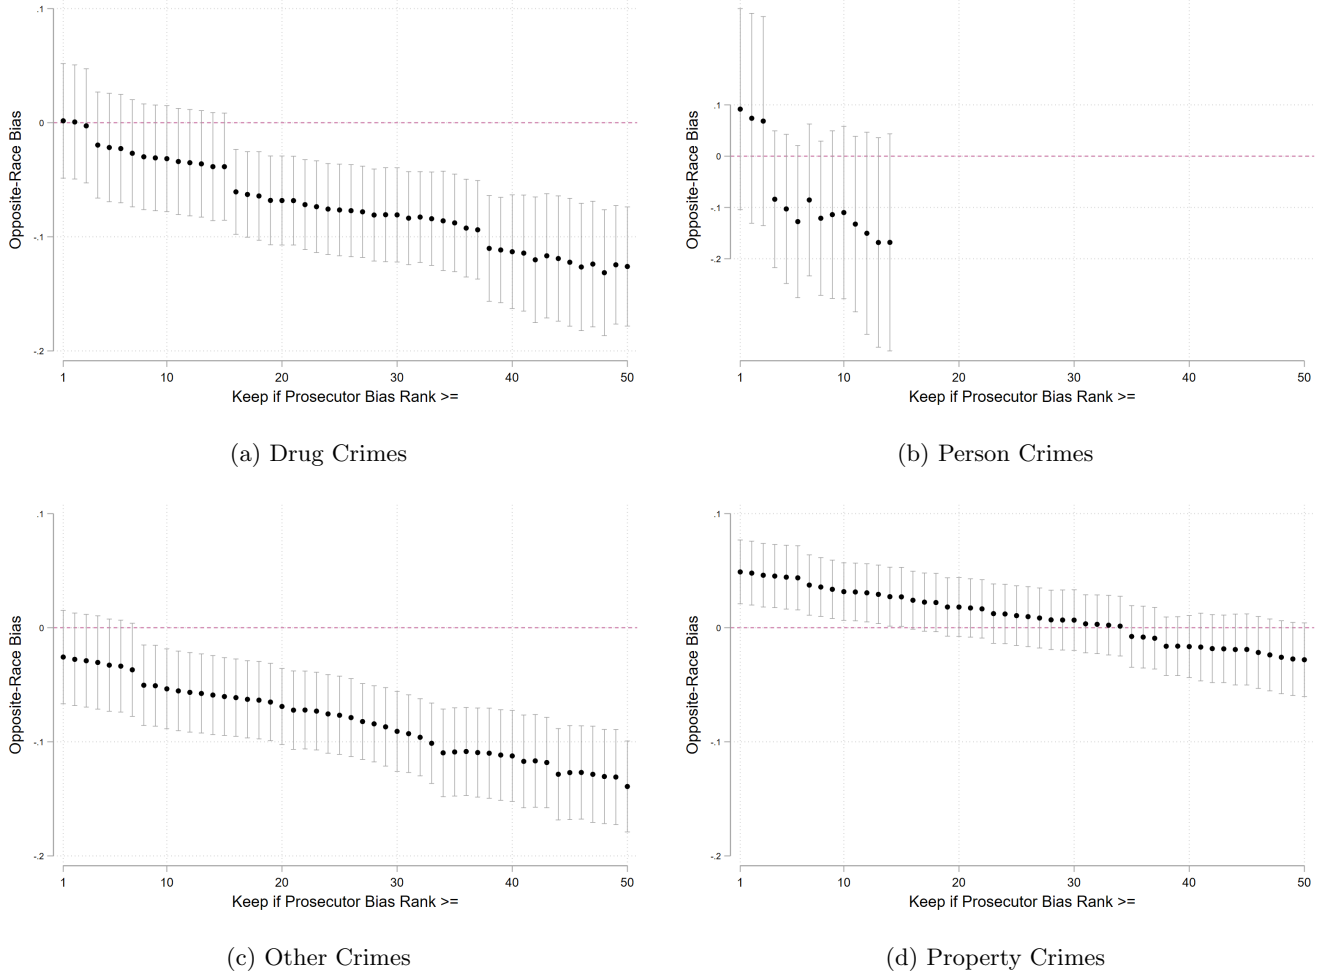 .1
0
-.1
-.2
Opposite-Race Bias
1 10 20 30 40 50
Keep if Prosecutor Bias Rank >=
(a) Drug Crimes
.1
0
-.1
-.2
Opposite-Race Bias
1 10 20 30 40 50
Keep if Prosecutor Bias Rank >=
(b) Person Crimes
.1
0
-.1
-.2
Opposite-Race Bias
1 10 20 30 40 50
Keep if Prosecutor Bias Rank >=
(c) Other Crimes
.1
0
-.1
-.2
Opposite-Race Bias
1 10 20 30 40 50
Keep if Prosecutor Bias Rank >=
(d) Property Crimes